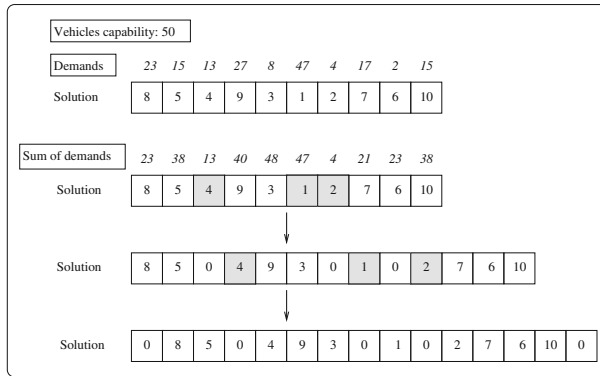 Vehicles capability: 50
Demands 23 15 13 27 8 47 4 17 2 15
Solution 8 5 4 9 3 1 2 7 6 10
Sum of demands 23 38 13 40 48 47 4 21 23 38
Solution 8 5 4 9 3 1 2 7 6 10
Solution 8 5 0 4 9 3 0 1 0 2 7 6 10
Solution 0 8 5 0 4 9 3 0 1 0 2 7 6 10 0